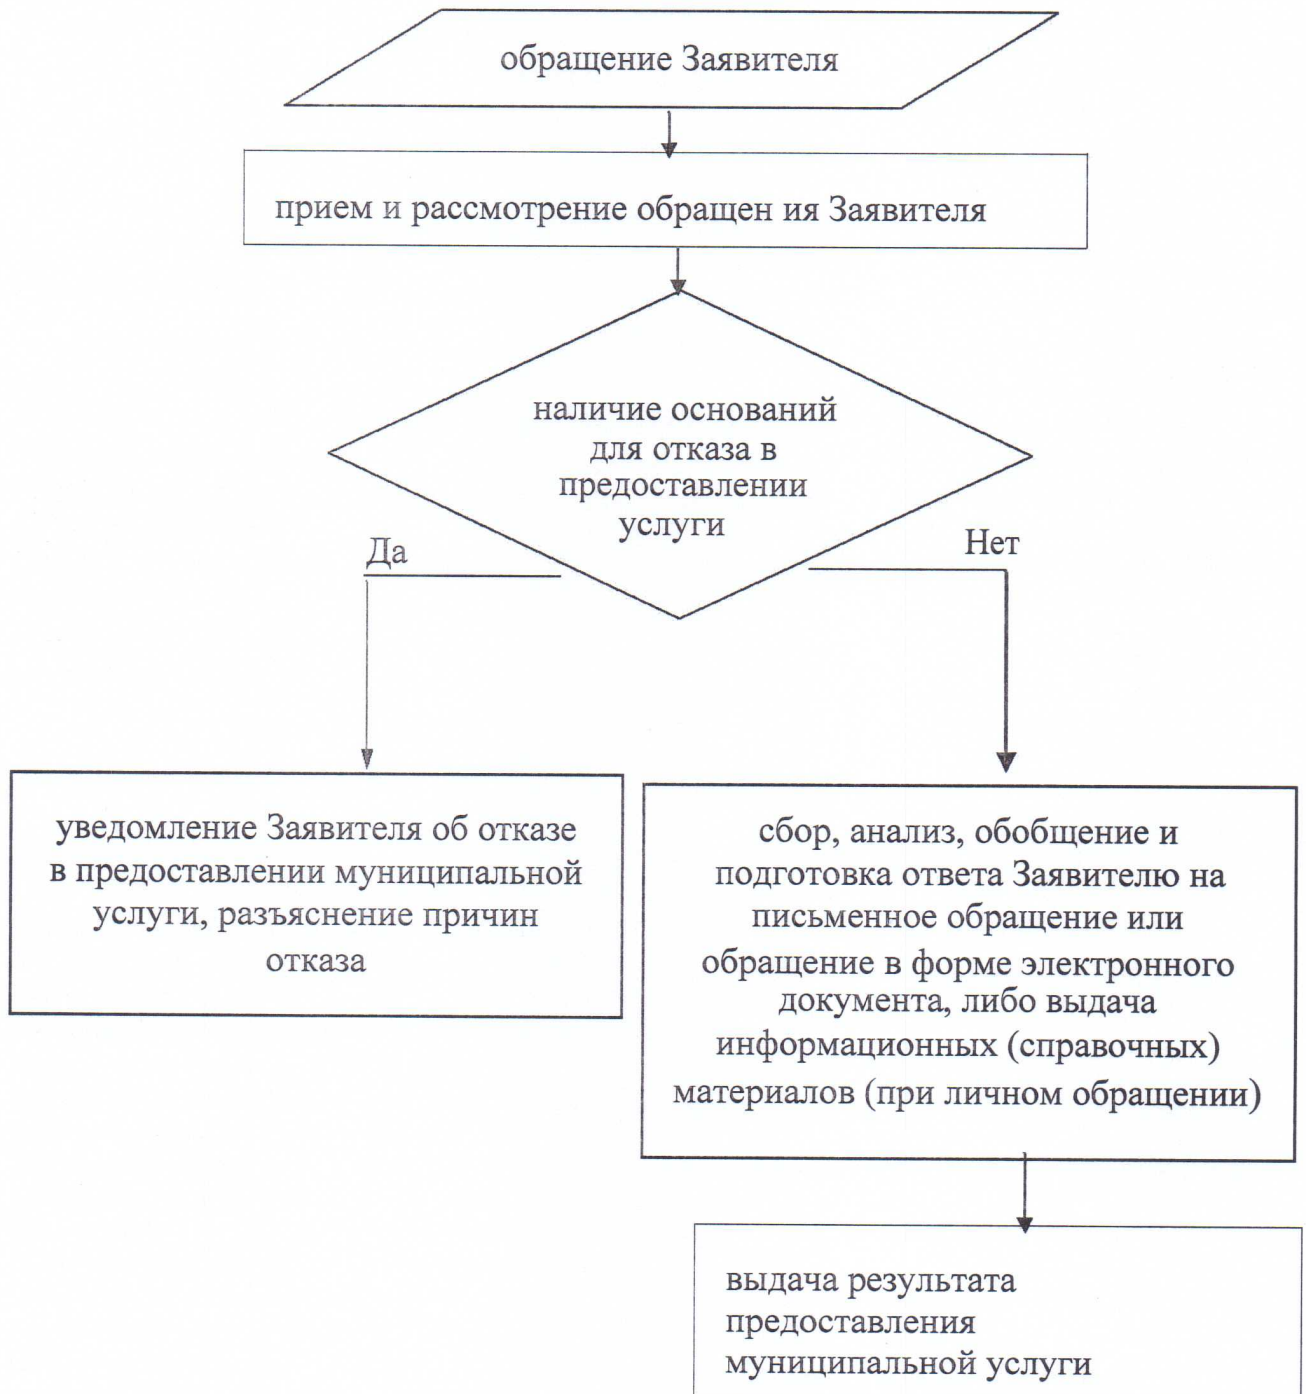 обращение Заявителя
прием и рассмотрение обращен ия Заявителя
наличие оснований
для отказа в
предоставлении
услуги
Да
Нет
уведомление Заявителя об отказе
в предоставлении муниципальной
услуги, разъяснение причин
отказа
сбор, анализ, обобщение и
подготовка ответа Заявителю на
письменное обращение или
обращение в форме электронного
документа, либо выдача
информационных (справочных)
материалов (при личном обращении)
выдача результата
предоставления
муниципальной услуги